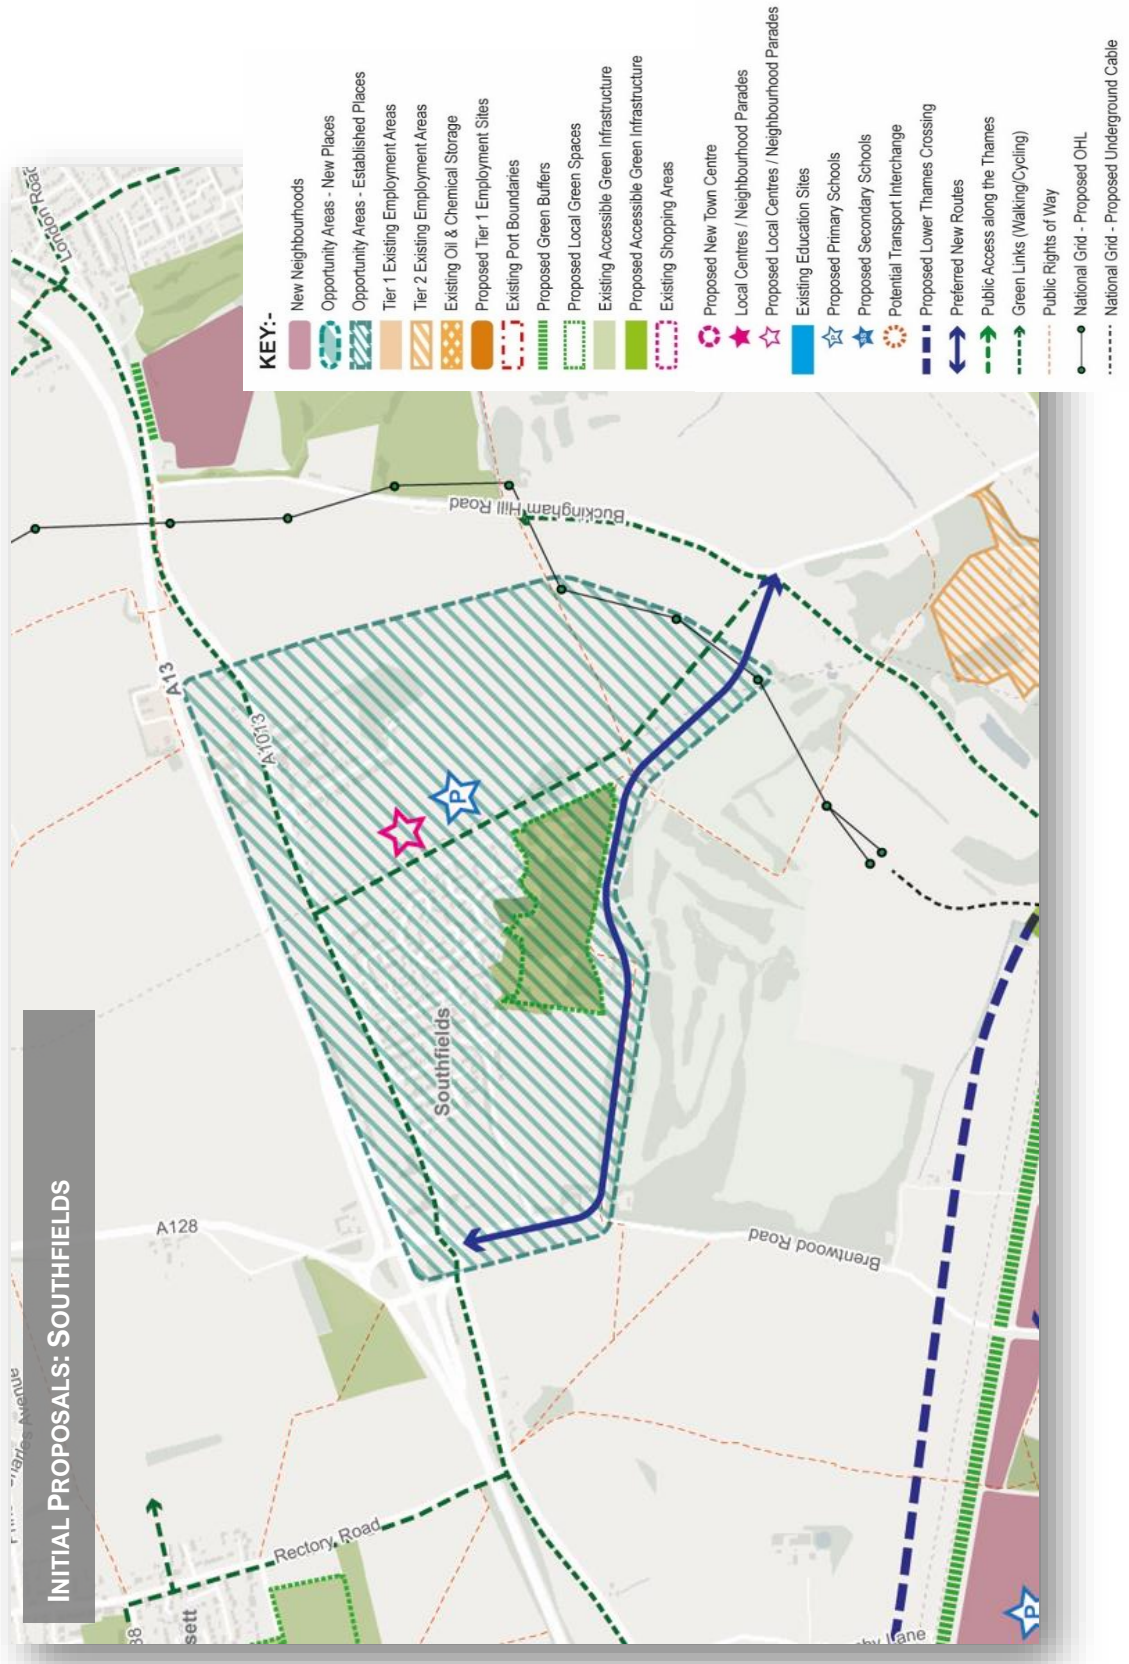 INITIAL PROPOSALS: SOUTHFIELDS
London Road
A13
A1013
A128
Southfields
Buckingham Hill Road
Brentwood Road
Rectory Road
P
P
KEY:-
New Neighbourhoods
Opportunity Areas - New Places
Opportunity Areas - Established Places
Tier 1 Existing Employment Areas
Tier 2 Existing Employment Areas
Existing Oil & Chemical Storage
Proposed Tier 1 Employment Sites
Existing Port Boundaries
Proposed Green Buffers
Proposed Local Green Spaces
Existing Accessible Green Infrastructure
Proposed Accessible Green Infrastructure
Existing Shopping Areas
Proposed New Town Centre
Local Centres / Neighbourhood Parades
Proposed Local Centres / Neighbourhood Parades
Existing Education Sites
Proposed Primary Schools
Proposed Secondary Schools
Potential Transport Interchange
Proposed Lower Thames Crossing
Preferred New Routes
Public Access along the Thames
Green Links (Walking/Cycling)
Public Rights of Way
National Grid - Proposed OHL
National Grid - Proposed Underground Cable